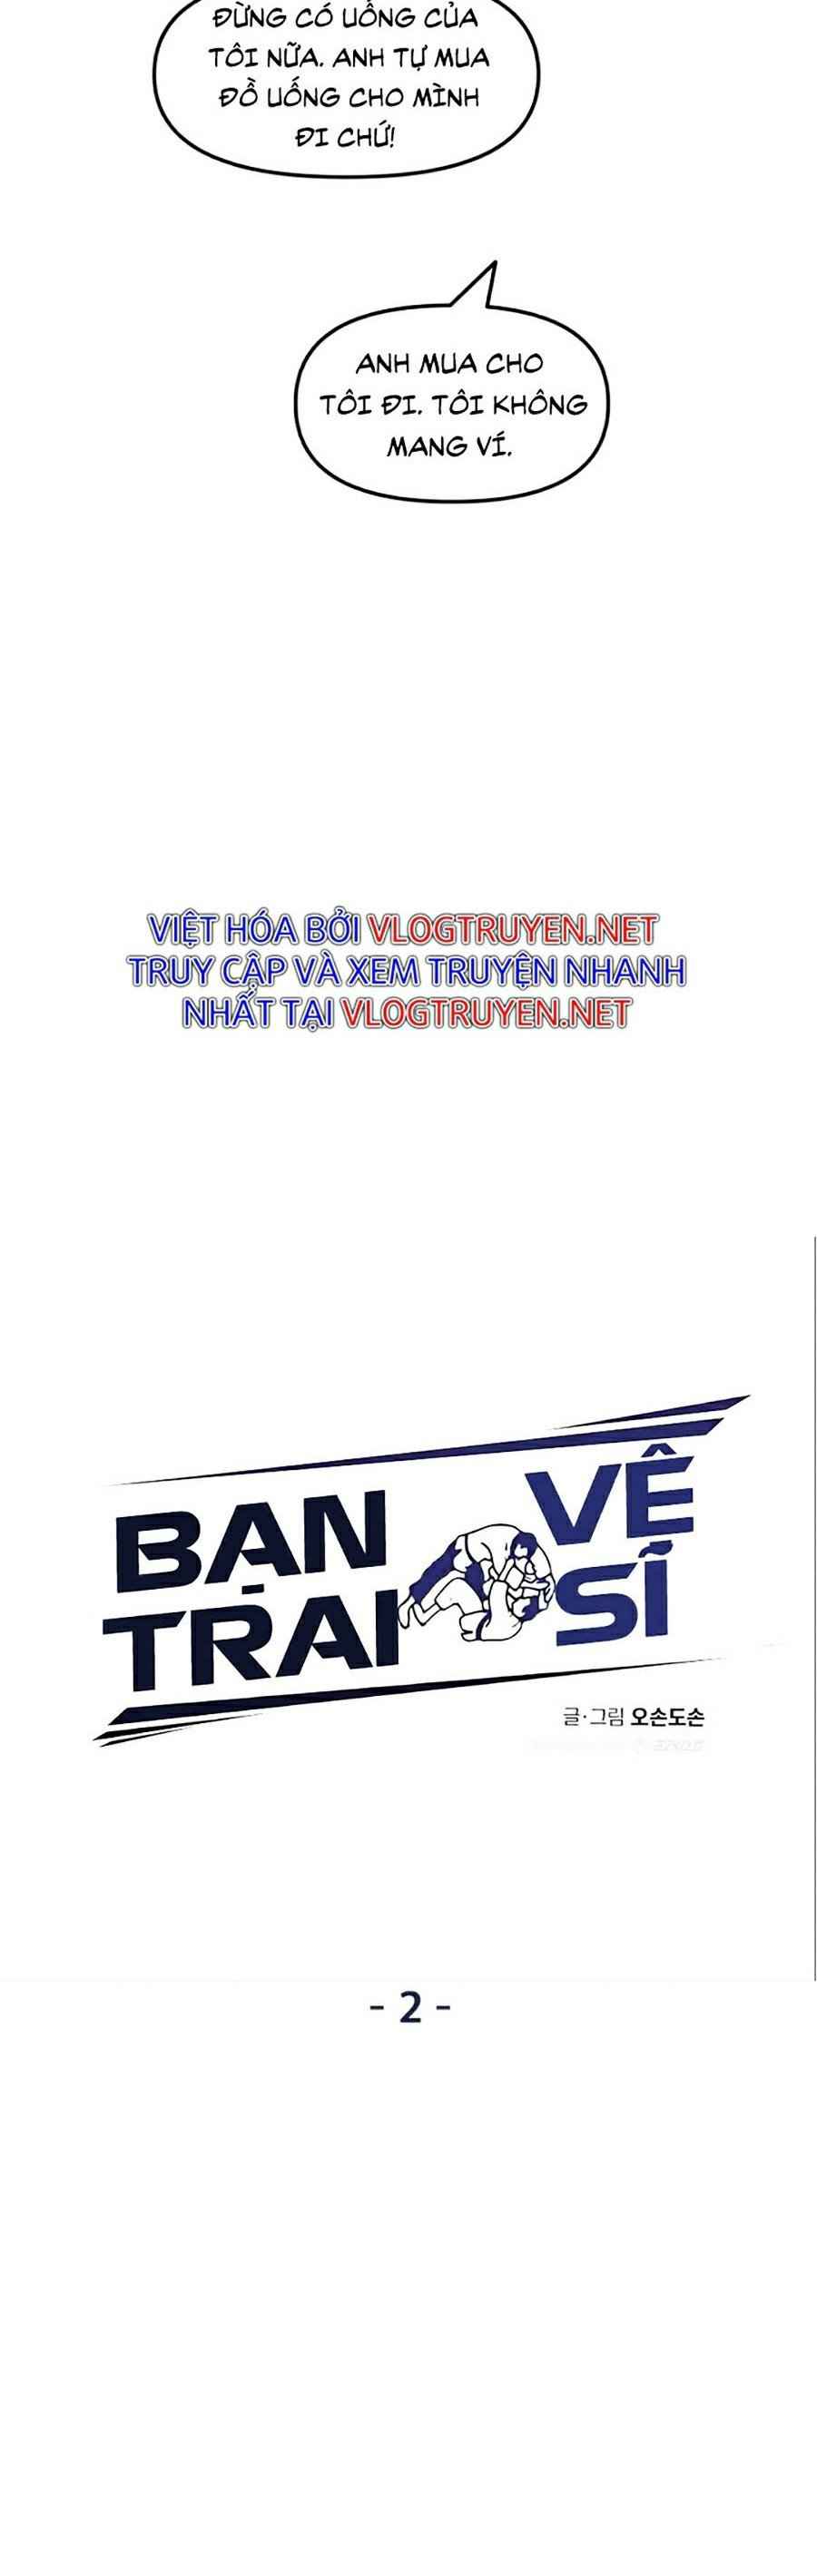 ĐỪNG CÓ UỐNG CỦA
TÔI NỮA. ANH TỰ MUA
ĐỒ UỐNG CHO MÌNH
ĐI CHỨ!
ANH MUA CHO
TÔI ĐI. TÔI KHÔNG
MANG VÍ.
VIỆT HÓA BỞI VLOGTRUYEN.NET
TRUY CẬP VÀ XEM TRUYỆN NHANH
NHẤT TẠI VLOGTRUYEN.NET
BẠN
TRAI
VỆ
SĨ
글·그림 오손도손
- 2 -